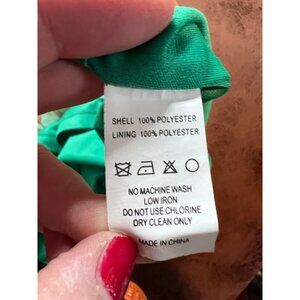 SHELL 100% POLYESTER
LINING 100% POLYESTER
NO MACHINE WASH
LOW IRON
DO NOT USE CHLORINE
DRY CLEAN ONLY
MADE IN CHINA